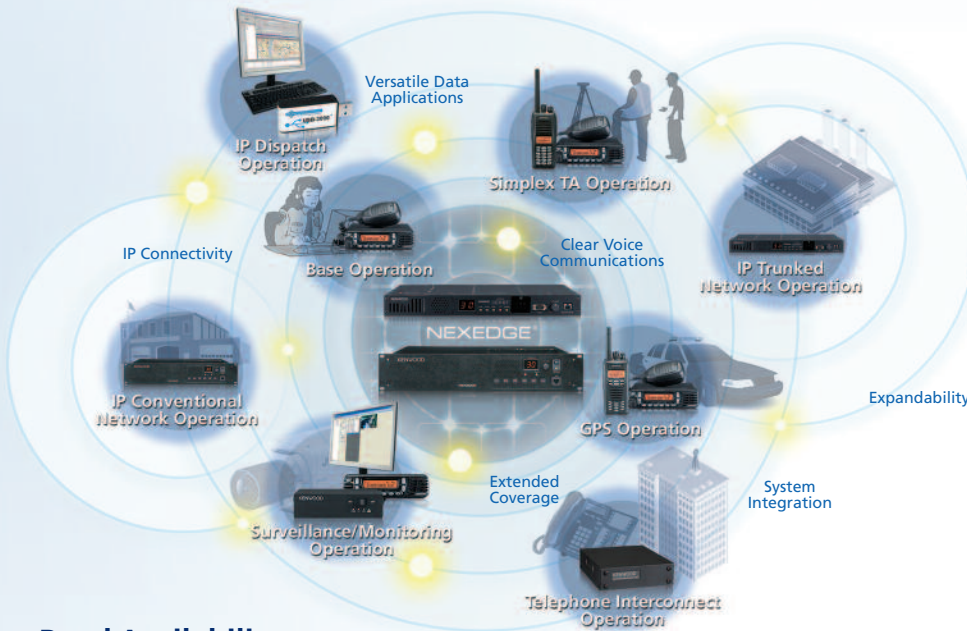 Versatile Data
Applications
IP Dispatch
Operation
Simplex TA Operation
IP Connectivity
Base Operation
Clear Voice
Communications
IP Trunked
Network Operation
KENWOOD
NEXEDGE®
KENWOOD
IP Conventional
Network Operation
GPS Operation
Expandability
KENWOOD
Extended
Coverage
System
Integration
Surveillance/Monitoring
Operation
Telephone Interconnect
Operation